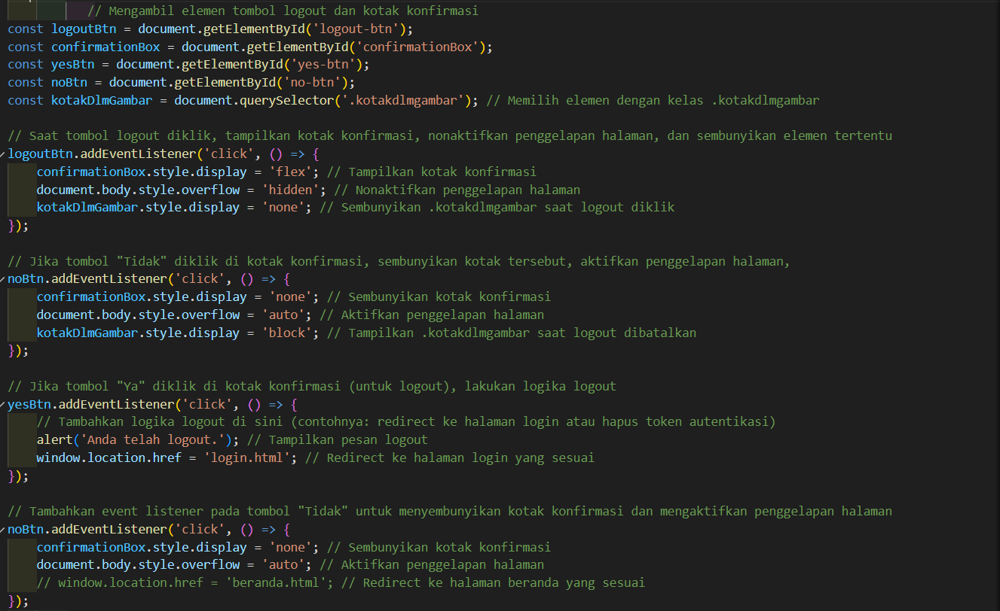 // Mengambil elemen tombol logout dan kotak konfirmasi
const logoutBtn = document.getElementById('logout-btn');
const confirmationBox = document.getElementById('confirmationBox');
const yesBtn = document.getElementById('yes-btn');
const noBtn = document.getElementById('no-btn');
const kotakDlmGambar = document.querySelector('.kotakdlmgambar'); // Memilih elemen dengan kelas .kotakdlmgambar
// Saat tombol logout diklik, tampilkan kotak konfirmasi, nonaktifkan penggelapan halaman, dan sembunyikan elemen tertentu
logoutBtn.addEventListener('click', () => {
confirmationBox.style.display = 'flex'; // Tampilkan kotak konfirmasi
document.body.style.overflow = 'hidden'; // Nonaktifkan penggelapan halaman
kotakDlmGambar.style.display = 'none'; // Sembunyikan .kotakdlmgambar saat logout diklik
});
// Jika tombol "Tidak" diklik di kotak konfirmasi, sembunyikan kotak tersebut, aktifkan penggelapan halaman,
noBtn.addEventListener('click', () => {
confirmationBox.style.display = 'none'; // Sembunyikan kotak konfirmasi
document.body.style.overflow = 'auto'; // Aktifkan penggelapan halaman
kotakDlmGambar.style.display = 'block'; // Tampilkan .kotakdlmgambar saat logout dibatalkan
});
// Jika tombol "Ya" diklik di kotak konfirmasi (untuk logout), lakukan logika logout
yesBtn.addEventListener('click', () => {
// Tambahkan logika logout di sini (contohnya: redirect ke halaman login atau hapus token autentikasi)
alert('Anda telah logout.'); // Tampilkan pesan logout
window.location.href = 'login.html'; // Redirect ke halaman login yang sesuai
});
// Tambahkan event listener pada tombol "Tidak" untuk menyembunyikan kotak konfirmasi dan mengaktifkan penggelapan halaman
noBtn.addEventListener('click', () => {
confirmationBox.style.display = 'none'; // Sembunyikan kotak konfirmasi
document.body.style.overflow = 'auto'; // Aktifkan penggelapan halaman
// window.location.href = 'beranda.html'; // Redirect ke halaman beranda yang sesuai
});